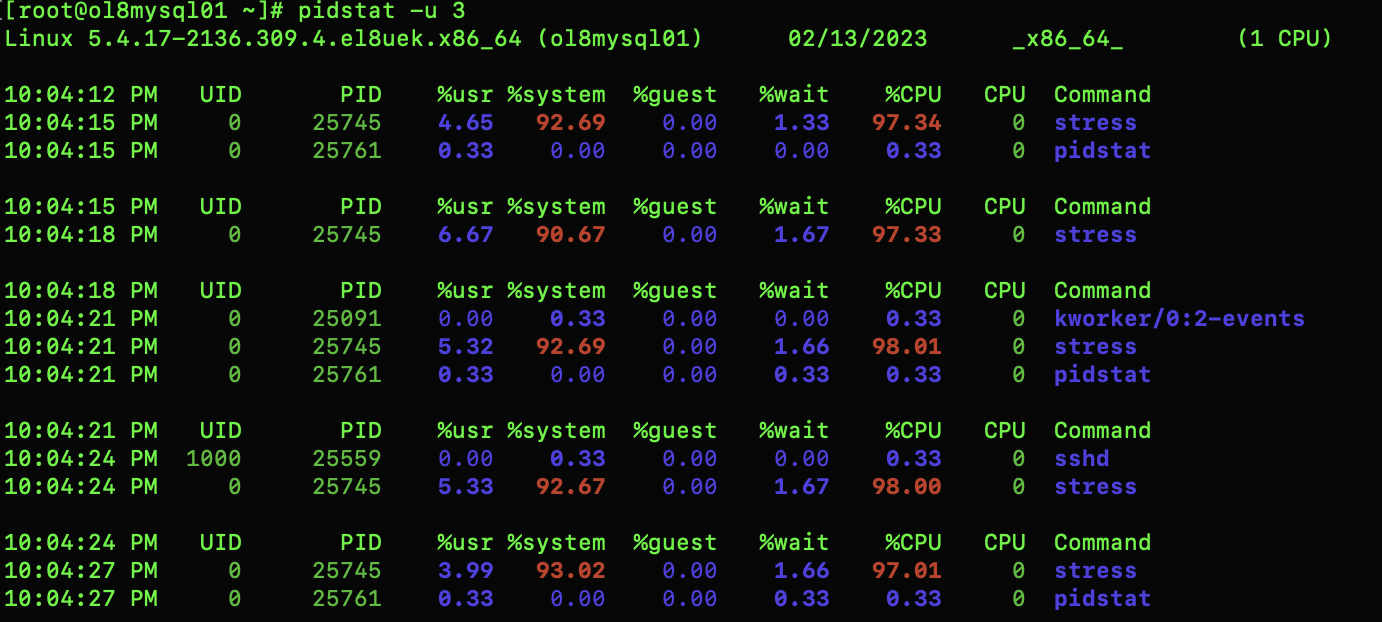 [[root@ol8mysql01 ~]# pidstat -u 3
Linux 5.4.17-2136.309.4.el8uek.x86_64 (ol8mysql01) 02/13/2023 _x86_64_ (1 CPU)
10:04:12 PM UID PID %usr %system %guest %wait %CPU CPU Command
10:04:15 PM 0 25745 4.65 92.69 0.00 1.33 97.34 0 stress
10:04:15 PM 0 25761 0.33 0.00 0.00 0.00 0.33 0 pidstat
10:04:15 PM UID PID %usr %system %guest %wait %CPU CPU Command
10:04:18 PM 0 25745 6.67 90.67 0.00 1.67 97.33 0 stress
10:04:18 PM UID PID %usr %system %guest %wait %CPU CPU Command
10:04:21 PM 0 25091 0.00 0.33 0.00 0.00 0.33 0 kworker/0:2-events
10:04:21 PM 0 25745 5.32 92.69 0.00 1.66 98.01 0 stress
10:04:21 PM 0 25761 0.33 0.00 0.00 0.33 0.33 0 pidstat
10:04:21 PM UID PID %usr %system %guest %wait %CPU CPU Command
10:04:24 PM 1000 25559 0.00 0.33 0.00 0.00 0.33 0 sshd
10:04:24 PM 0 25745 5.33 92.67 0.00 1.67 98.00 0 stress
10:04:24 PM UID PID %usr %system %guest %wait %CPU CPU Command
10:04:27 PM 0 25745 3.99 93.02 0.00 1.66 97.01 0 stress
10:04:27 PM 0 25761 0.33 0.00 0.00 0.33 0.33 0 pidstat